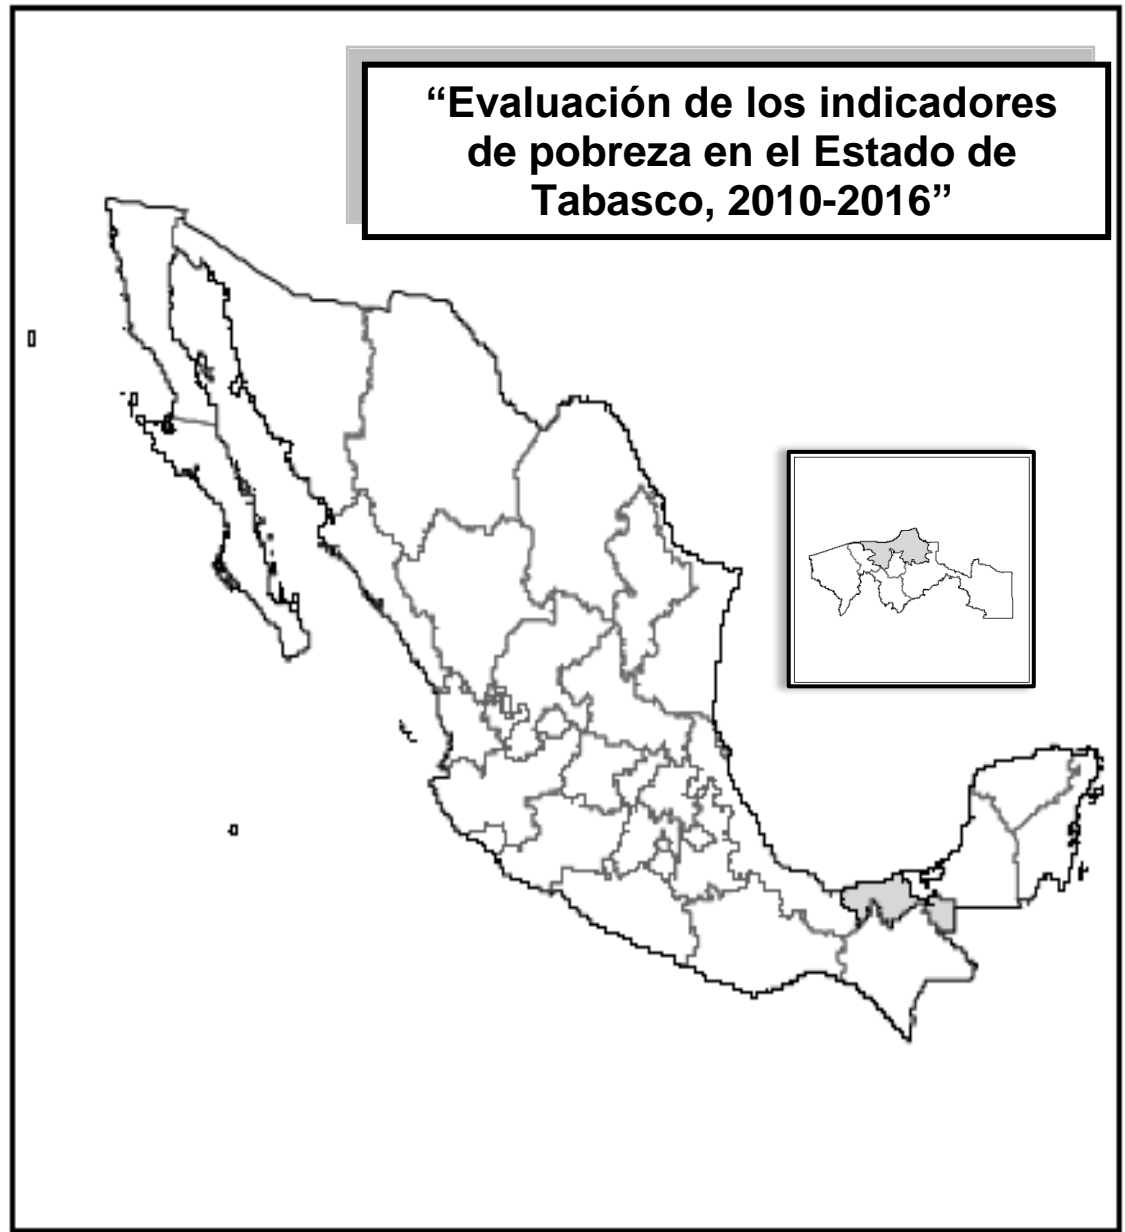 “Evaluación de los indicadores
de pobreza en el Estado de
Tabasco, 2010-2016”